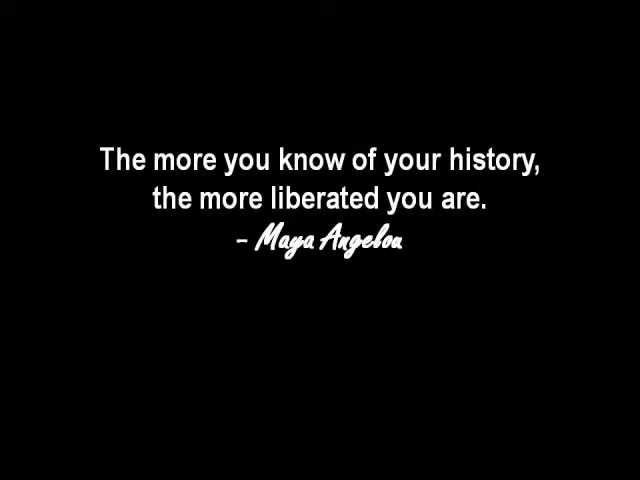 The more you know of your history,
the more liberated you are.
– Maya Angelou